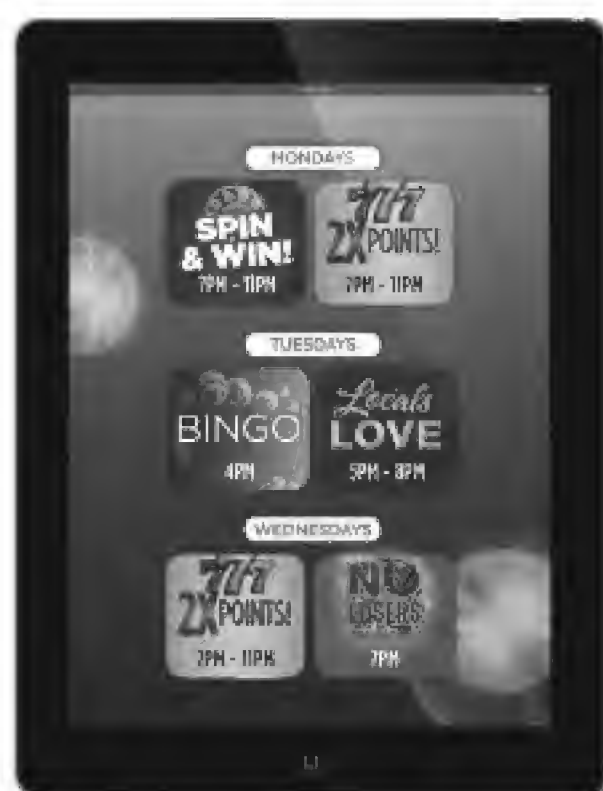 MONDAYS
SPIN
& WIN!
7PM - 11PM
777
2X POINTS!
7PM - 11PM
TUESDAYS
BINGO
4PM
Locals
LOVE
5PM - 8PM
WEDNESDAYS
777
2X POINTS!
7PM - 11PM
NO
LOSERS
7PM